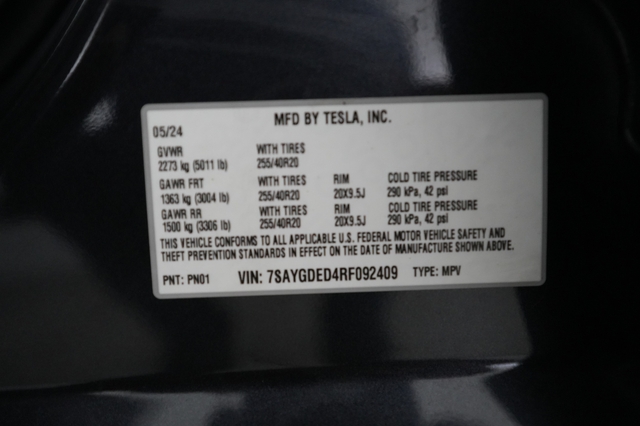 MFD BY TESLA, INC.
05/24
GVWR WITH TIRES
2273 kg (5011 lb) 255/40R20
GAWR FRT WITH TIRES RIM COLD TIRE PRESSURE
1363 kg (3004 lb) 255/40R20 20X9.5J 290 kPa, 42 psi
GAWR RR WITH TIRES RIM COLD TIRE PRESSURE
1500 kg (3306 lb) 255/40R20 20X9.5J 290 kPa, 42 psi
THIS VEHICLE CONFORMS TO ALL APPLICABLE U.S. FEDERAL MOTOR VEHICLE SAFETY AND
THEFT PREVENTION STANDARDS IN EFFECT ON THE DATE OF MANUFACTURE SHOWN ABOVE.
PNT: PN01 VIN: 7SAYGDED4RF092409 TYPE: MPV